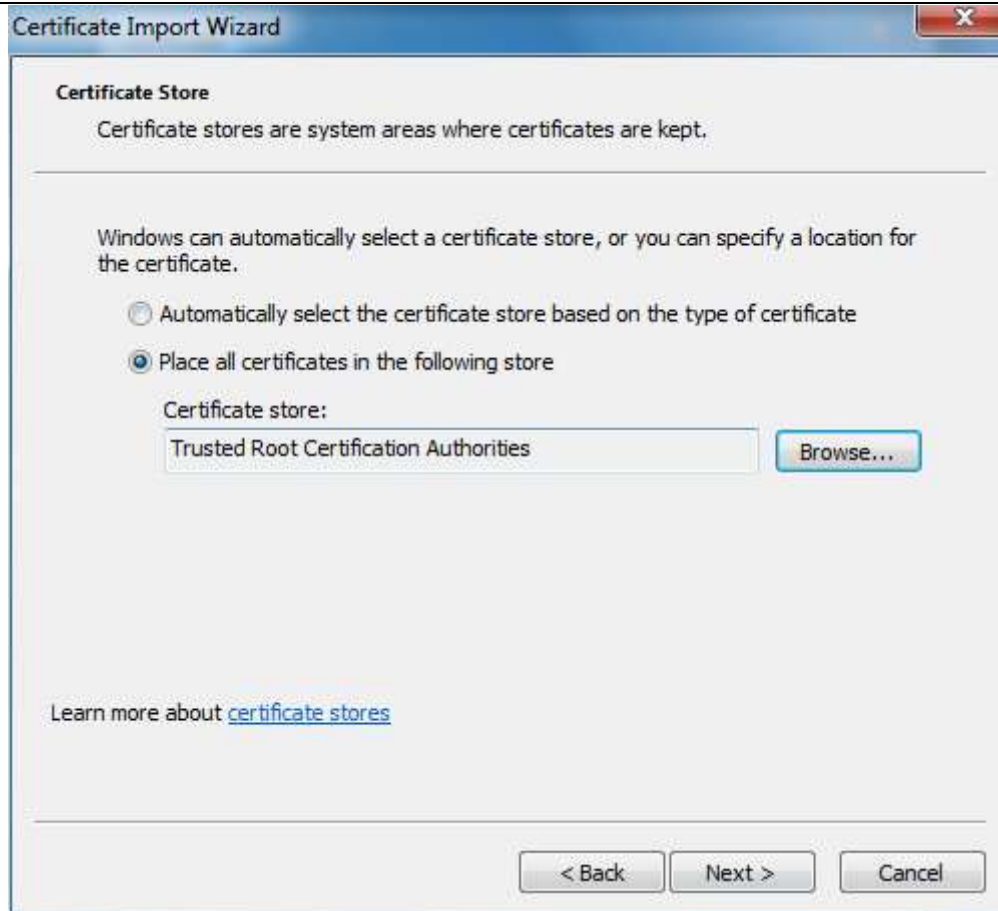 Certificate Import Wizard
X
Certificate Store
Certificate stores are system areas where certificates are kept.
Windows can automatically select a certificate store, or you can specify a location for
the certificate.
Automatically select the certificate store based on the type of certificate
Place all certificates in the following store
Certificate store:
Trusted Root Certification Authorities
Browse...
Learn more about certificate stores
< Back
Next >
Cancel